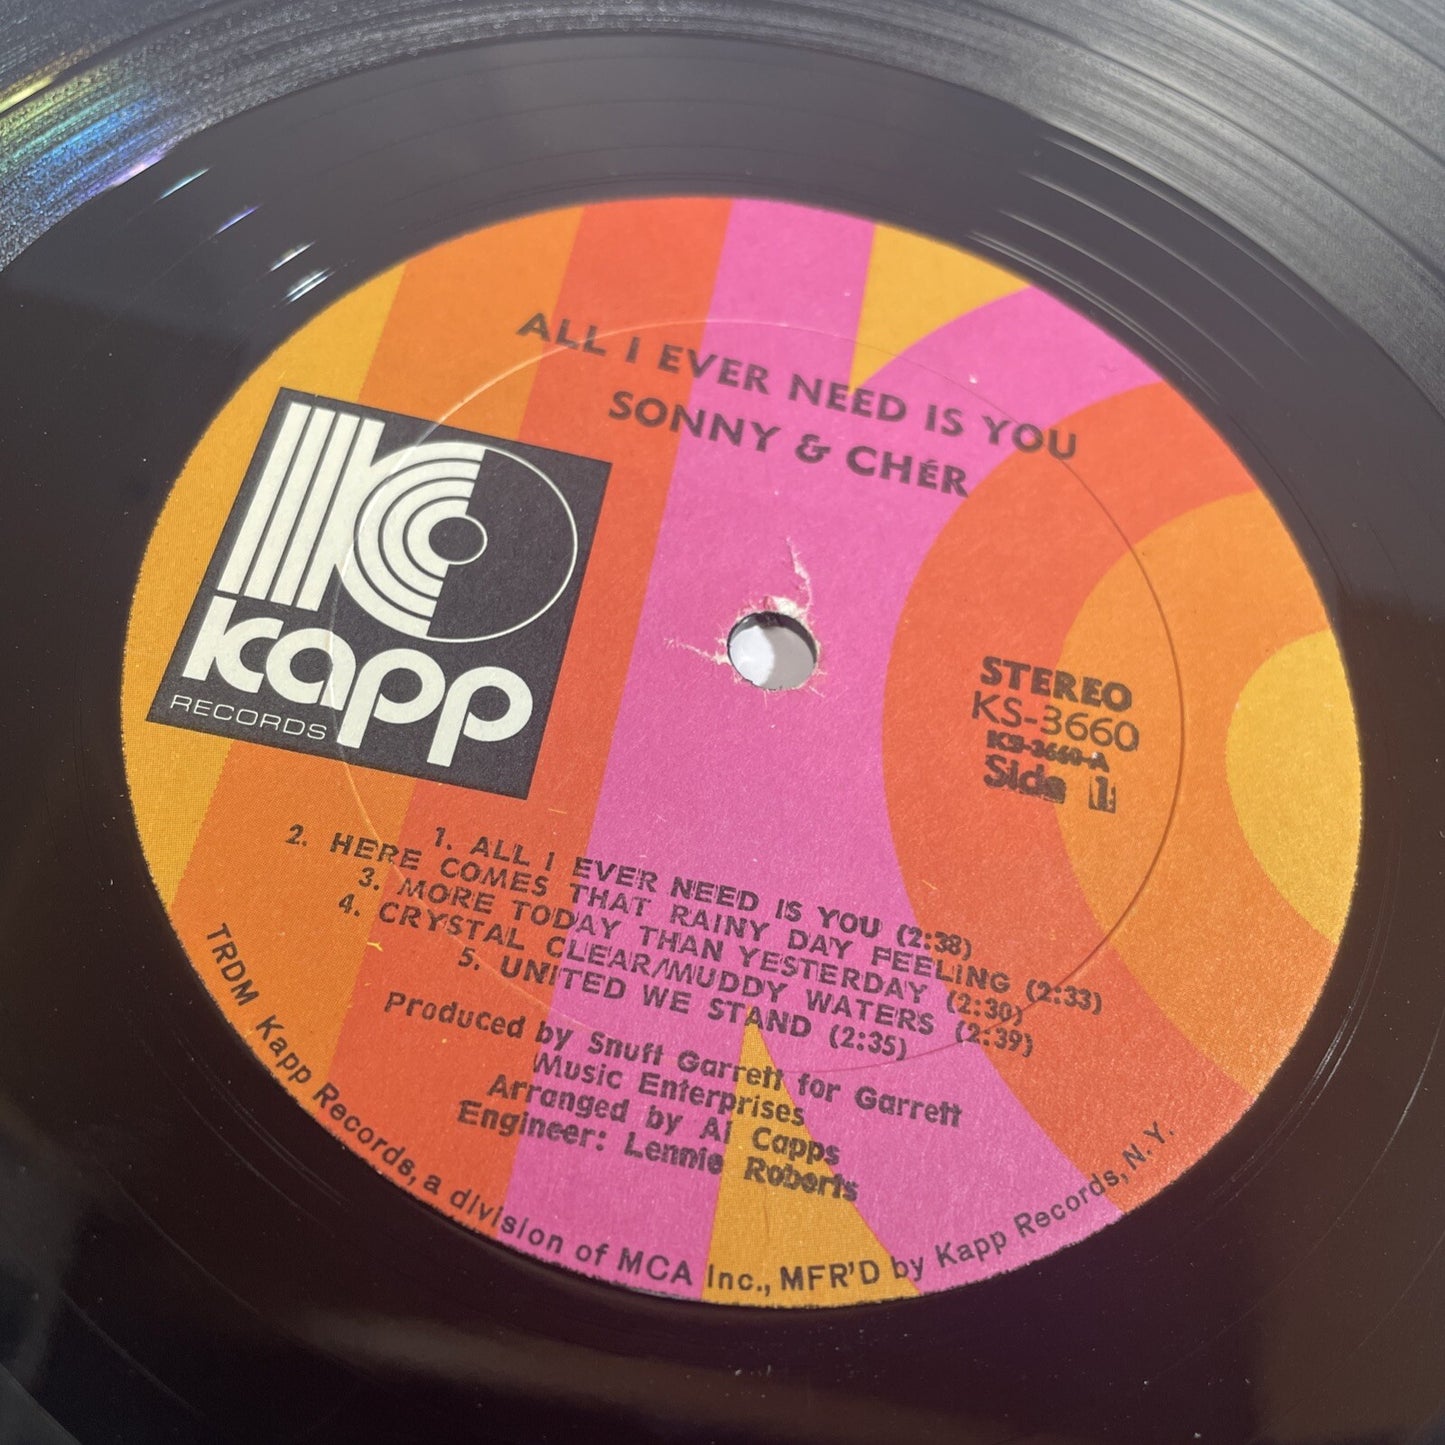 ALL I EVER NEED IS YOU
SONNY & CHÉR
kapp
RECORDS
STEREO
KS-3660
KS-3660-A
Side 1
1. ALL I EVER NEED IS YOU (2:38)
2. HERE COMES THAT RAINY DAY FEELING (2:33)
3. MORE TODAY THAN YESTERDAY (2:30)
4. CRYSTAL CLEAR/MUDDY WATERS (2:39)
5. UNITED WE STAND (2:35)
Produced by Snuff Garrett for Garrett
Music Enterprises
Arranged by Al Capps
Engineer: Lennie Roberts
TRDM Kapp Records, a division of MCA Inc., MFR'D by Kapp Records, N.Y.